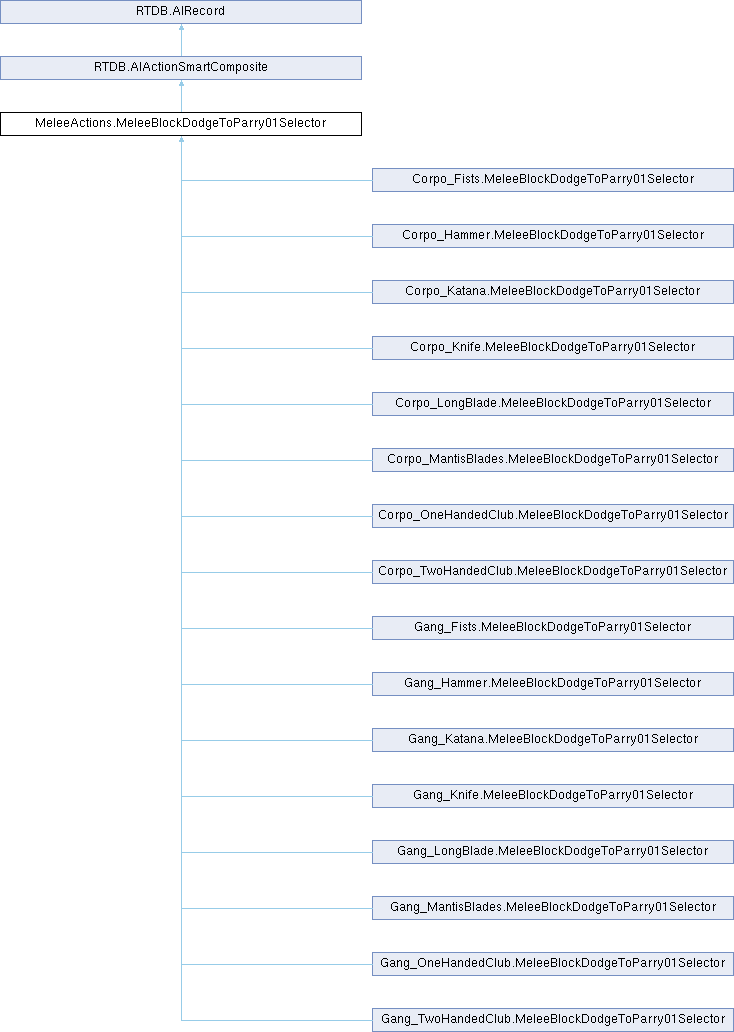 RTDB.AIRecord
RTDB.AIActionSmartComposite
MeleeActions.MeleeBlockDodgeToParry01Selector
Corpo_Fists.MeleeBlockDodgeToParry01Selector
Corpo_Hammer.MeleeBlockDodgeToParry01Selector
Corpo_Katana.MeleeBlockDodgeToParry01Selector
Corpo_Knife.MeleeBlockDodgeToParry01Selector
Corpo_LongBlade.MeleeBlockDodgeToParry01Selector
Corpo_MantisBlades.MeleeBlockDodgeToParry01Selector
Corpo_OneHandedClub.MeleeBlockDodgeToParry01Selector
Corpo_TwoHandedClub.MeleeBlockDodgeToParry01Selector
Gang_Fists.MeleeBlockDodgeToParry01Selector
Gang_Hammer.MeleeBlockDodgeToParry01Selector
Gang_Katana.MeleeBlockDodgeToParry01Selector
Gang_Knife.MeleeBlockDodgeToParry01Selector
Gang_LongBlade.MeleeBlockDodgeToParry01Selector
Gang_MantisBlades.MeleeBlockDodgeToParry01Selector
Gang_OneHandedClub.MeleeBlockDodgeToParry01Selector
Gang_TwoHandedClub.MeleeBlockDodgeToParry01Selector